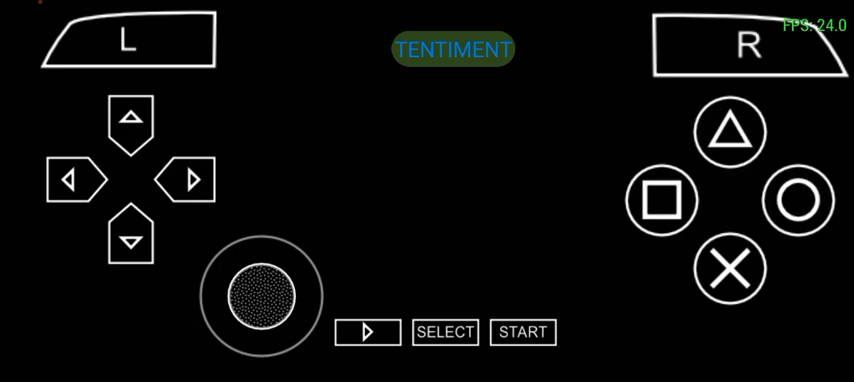 L
TENTIMENT
R
FPS: 24.0
SELECT
START